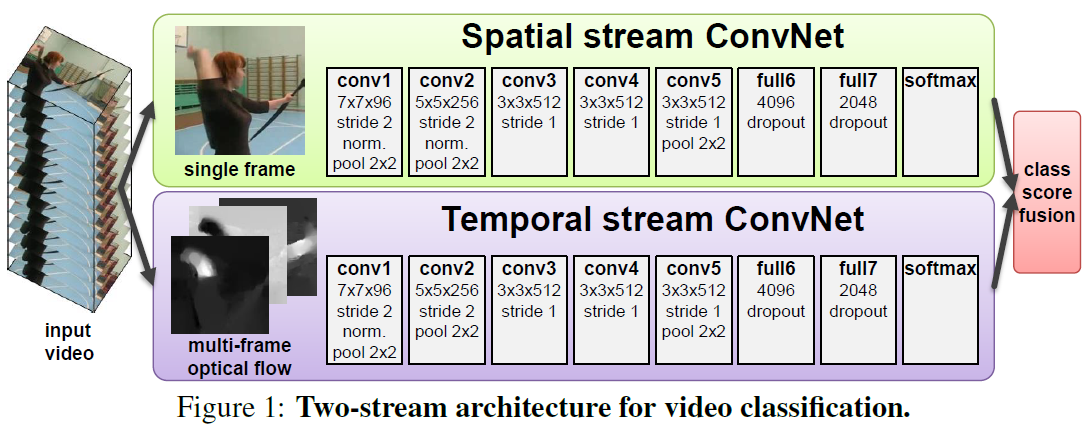 input
video
Spatial stream ConvNet
single frame
conv1
7x7x96
stride 2
norm.
pool 2x2
conv2
5x5x256
stride 2
norm.
pool 2x2
conv3
3x3x512
stride 1
conv4
3x3x512
stride 1
conv5
3x3x512
stride 1
pool 2x2
full6
4096
dropout
full7
2048
dropout
softmax
Temporal stream ConvNet
multi-frame
optical flow
conv1
7x7x96
stride 2
norm.
pool 2x2
conv2
5x5x256
stride 2
pool 2x2
conv3
3x3x512
stride 1
conv4
3x3x512
stride 1
conv5
3x3x512
stride 1
pool 2x2
full6
4096
dropout
full7
2048
dropout
softmax
class
score
fusion
Figure 1: Two-stream architecture for video classification.